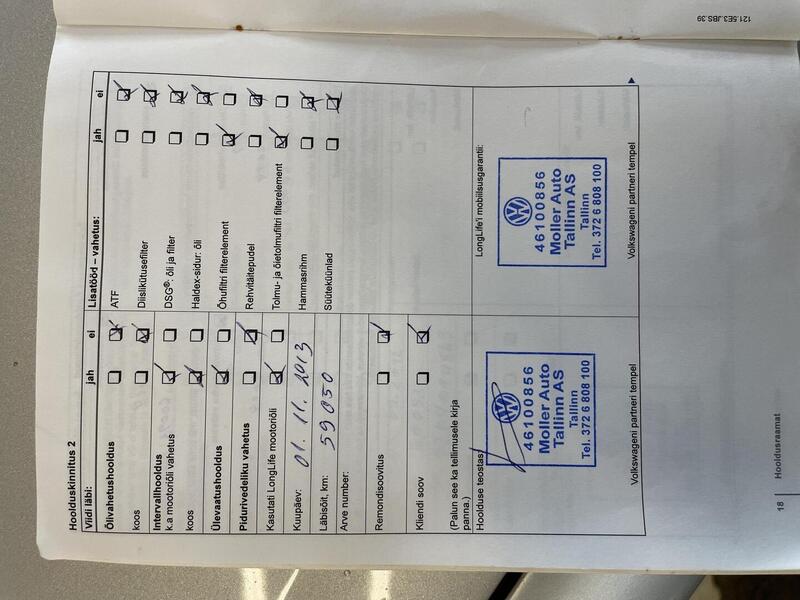 121.5E3.JBS.39
Hoolduskinnitus 2
Viidi läbi: jah ei
Õlivahetushooldus
koos
Intervallhooldus
k.a mootoriõli vahetus
koos
Ülevaatushooldus
Pidurivedeliku vahetus
Kasutati LongLife mootoriõli
Kuupäev: 01. 11. 2013
Läbisõit, km: 59050
Arve number:
Remondisoovitus
Kliendi soov
(Palun see ka tellimusele kirja
panna.)
Hoolduse teostas:
46100856
Moller Auto
Tallinn AS
Tallinn
Tel. 372 6 808 100
Volkswageni partneri tempel
Lisatööd – vahetus: jah ei
ATF
Diislikütusefilter
DSG®: õli ja filter
Haldex-sidur: õli
Õhufiltri filterelement
Rehvitäitepudel
Tolmu- ja õietolmufiltri filterelement
Hammasrihm
Süüteküünlad
LongLife'i mobiilsusgarantii:
46100856
Moller Auto
Tallinn AS
Tallinn
Tel. 372 6 808 100
Volkswageni partneri tempel
18 Hooldusraamat